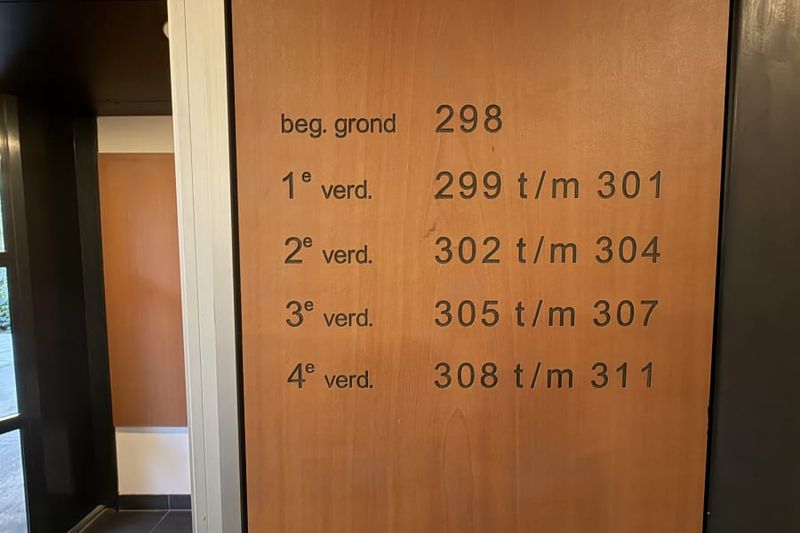 beg. grond 298
1e verd. 299 t/m 301
2e verd. 302 t/m 304
3e verd. 305 t/m 307
4e verd. 308 t/m 311